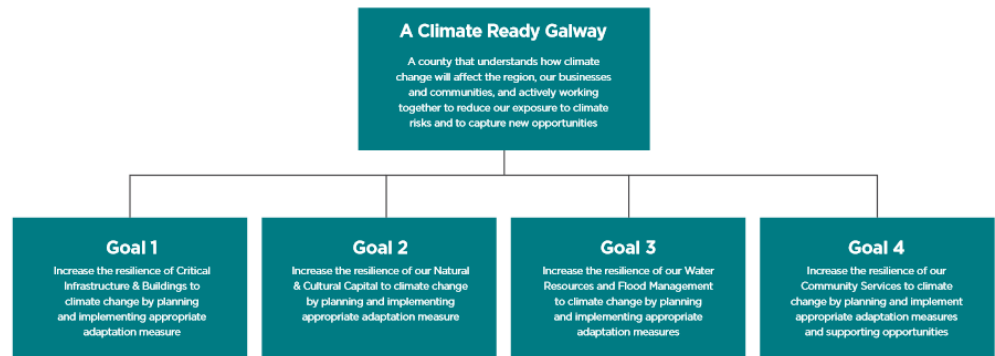 A Climate Ready Galway
A county that understands how climate
change will affect the region, our businesses
and communities, and actively working
together to reduce our exposure to climate
risks and to capture new opportunities
Goal 1
Increase the resilience of Critical
Infrastructure & Buildings to
climate change by planning
and implementing appropriate
adaptation measure
Goal 2
Increase the resilience of our Natural
& Cultural Capital to climate change
by planning and implementing
appropriate adaptation measure
Goal 3
Increase the resilience of our Water
Resources and Flood Management
to climate change by planning
and implementing appropriate
adaptation measures
Goal 4
Increase the resilience of our
Community Services to climate
change by planning and implement
appropriate adaptation measures
and supporting opportunities